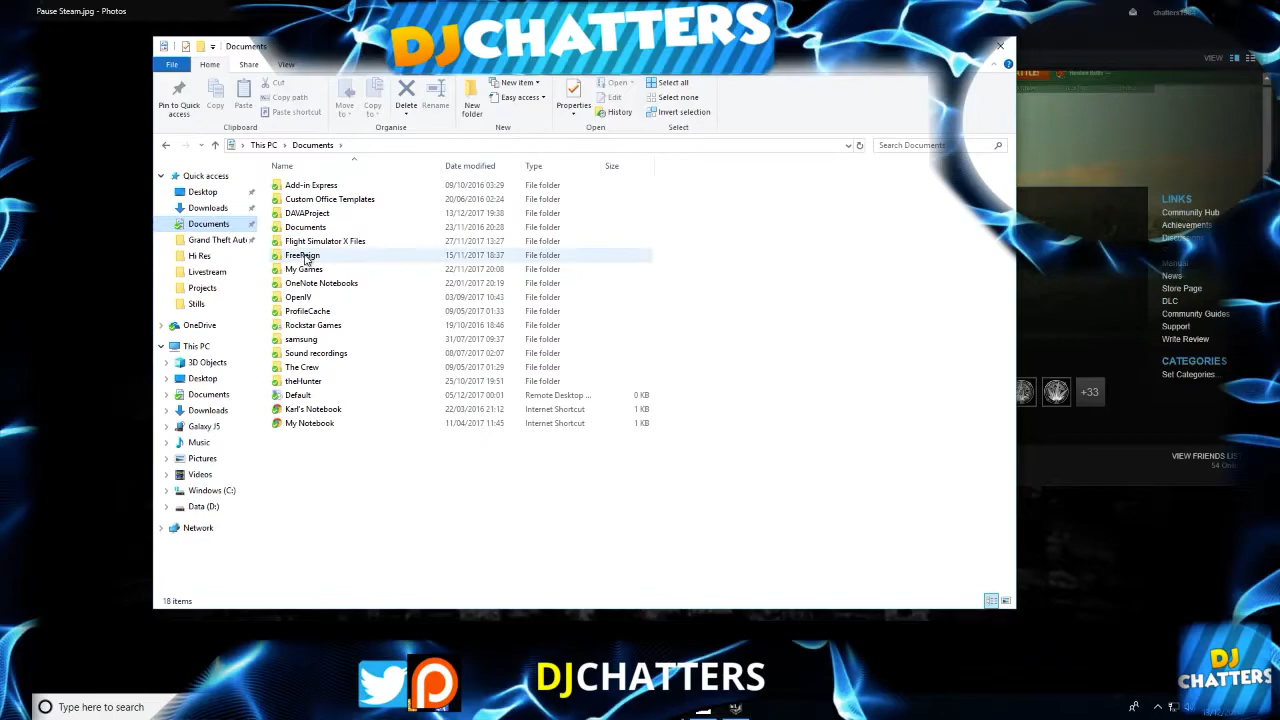 Pause Steam.jpg - Photos
chatters1984
DJCHATTERS
Documents
File Home Share View
VIEW
Pin to Quick access
Copy
Paste
Cut
Copy path
Paste shortcut
Clipboard
Move to
Copy to
Delete
Rename
Organise
New folder
New item
Easy access
New
Properties
Open
Edit
History
Open
Select all
Select none
Invert selection
Select
This PC > Documents >
Search Documents
Name Date modified Type Size
Quick access
Desktop
Downloads
Documents
Grand Theft Aut
Hi Res
Livestream
Projects
Stills
OneDrive
This PC
3D Objects
Desktop
Documents
Downloads
Galaxy J5
Music
Pictures
Videos
Windows (C:)
Data (D:)
Network
Add-in Express 09/10/2016 03:29 File folder
Custom Office Templates 20/06/2016 02:24 File folder
DAVAProject 13/12/2017 19:38 File folder
Documents 23/11/2016 20:28 File folder
Flight Simulator X Files 27/11/2017 13:27 File folder
FreeReign 15/11/2017 18:37 File folder
My Games 22/11/2017 20:08 File folder
OneNote Notebooks 22/01/2017 20:19 File folder
OpenIV 03/09/2017 10:43 File folder
ProfileCache 09/05/2017 01:33 File folder
Rockstar Games 19/10/2016 18:46 File folder
samsung 31/07/2017 09:37 File folder
Sound recordings 08/07/2017 02:07 File folder
The Crew 09/05/2017 01:29 File folder
theHunter 25/10/2017 19:51 File folder
Default 05/12/2017 00:01 Remote Desktop ... 0 KB
Karl's Notebook 22/03/2016 21:12 Internet Shortcut 1 KB
My Notebook 11/04/2017 11:45 Internet Shortcut 1 KB
18 items
LINKS
Community Hub
Achievements
Discussions
Manual
News
Store Page
DLC
Community Guides
Support
Write Review
CATEGORIES
Set Categories...
+33
VIEW FRIENDS LIS
DJCHATTERS
DJ
CHATTERS
Type here to search